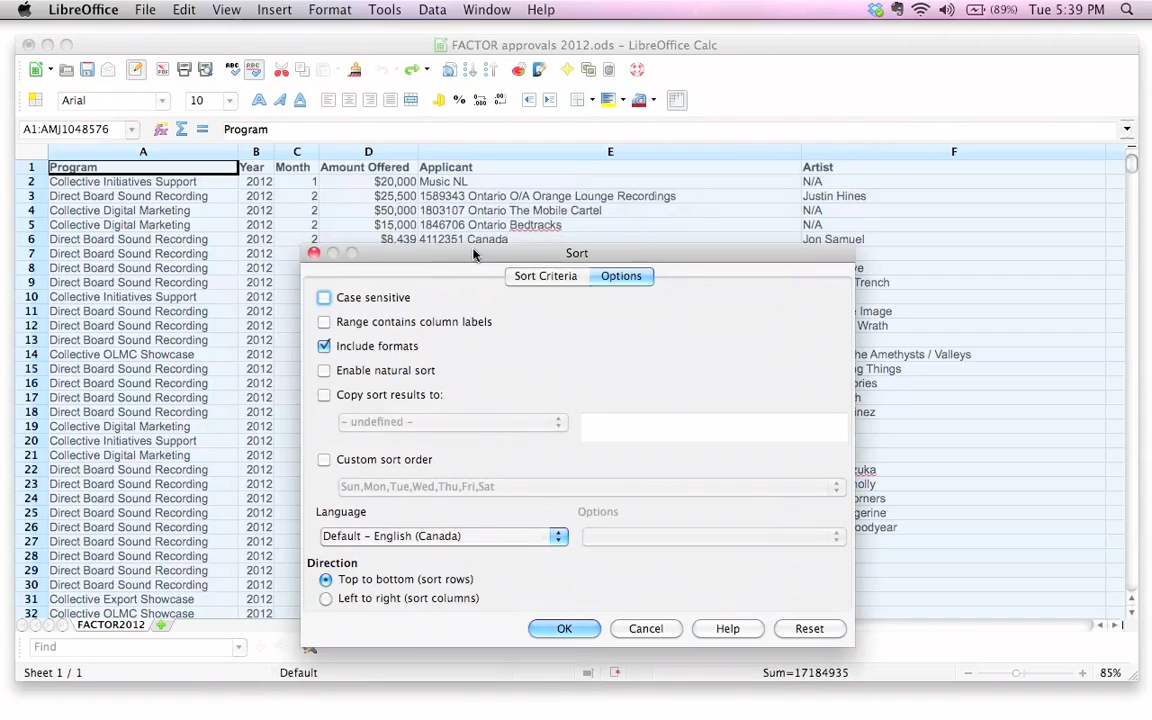 LibreOffice File Edit View Insert Format Tools Data Window Help (89%) Tue 5:39 PM
FACTOR approvals 2012.ods – LibreOffice Calc
Arial 10 %
A1:AMJ1048576 Program
A B C D E F
1 Program Year Month Amount Offered Applicant Artist
2 Collective Initiatives Support 2012 1 $20,000 Music NL N/A
3 Direct Board Sound Recording 2012 2 $25,500 1589343 Ontario O/A Orange Lounge Recordings Justin Hines
4 Collective Digital Marketing 2012 2 $50,000 1803107 Ontario The Mobile Cartel N/A
5 Collective Digital Marketing 2012 2 $15,000 1846706 Ontario Bedtracks N/A
6 Direct Board Sound Recording 2012 2 $8,439 4112351 Canada Jon Samuel
7 Direct Board Sound Recording 2012
8 Direct Board Sound Recording 2012
9 Direct Board Sound Recording 2012 Trench
10 Collective Initiatives Support 2012
11 Direct Board Sound Recording 2012 Image
12 Direct Board Sound Recording 2012 Wrath
13 Direct Board Sound Recording 2012
14 Collective OLMC Showcase 2012 the Amethysts / Valleys
15 Direct Board Sound Recording 2012 Things
16 Direct Board Sound Recording 2012
17 Direct Board Sound Recording 2012
18 Direct Board Sound Recording 2012
19 Collective Digital Marketing 2012
20 Collective Initiatives Support 2012
21 Collective Digital Marketing 2012
22 Direct Board Sound Recording 2012
23 Direct Board Sound Recording 2012
24 Direct Board Sound Recording 2012
25 Direct Board Sound Recording 2012
26 Direct Board Sound Recording 2012
27 Direct Board Sound Recording 2012
28 Direct Board Sound Recording 2012
29 Direct Board Sound Recording 2012
30 Direct Board Sound Recording 2012
31 Collective Export Showcase 2012
32 Collective OLMC Showcase 2012
Sort
Sort Criteria Options
Case sensitive
Range contains column labels
Include formats
Enable natural sort
Copy sort results to:
– undefined –
Custom sort order
Sun,Mon,Tue,Wed,Thu,Fri,Sat
Language Options
Default – English (Canada)
Direction
Top to bottom (sort rows)
Left to right (sort columns)
OK Cancel Help Reset
FACTOR2012
Find
Sheet 1 / 1 Default Sum=17184935 85%